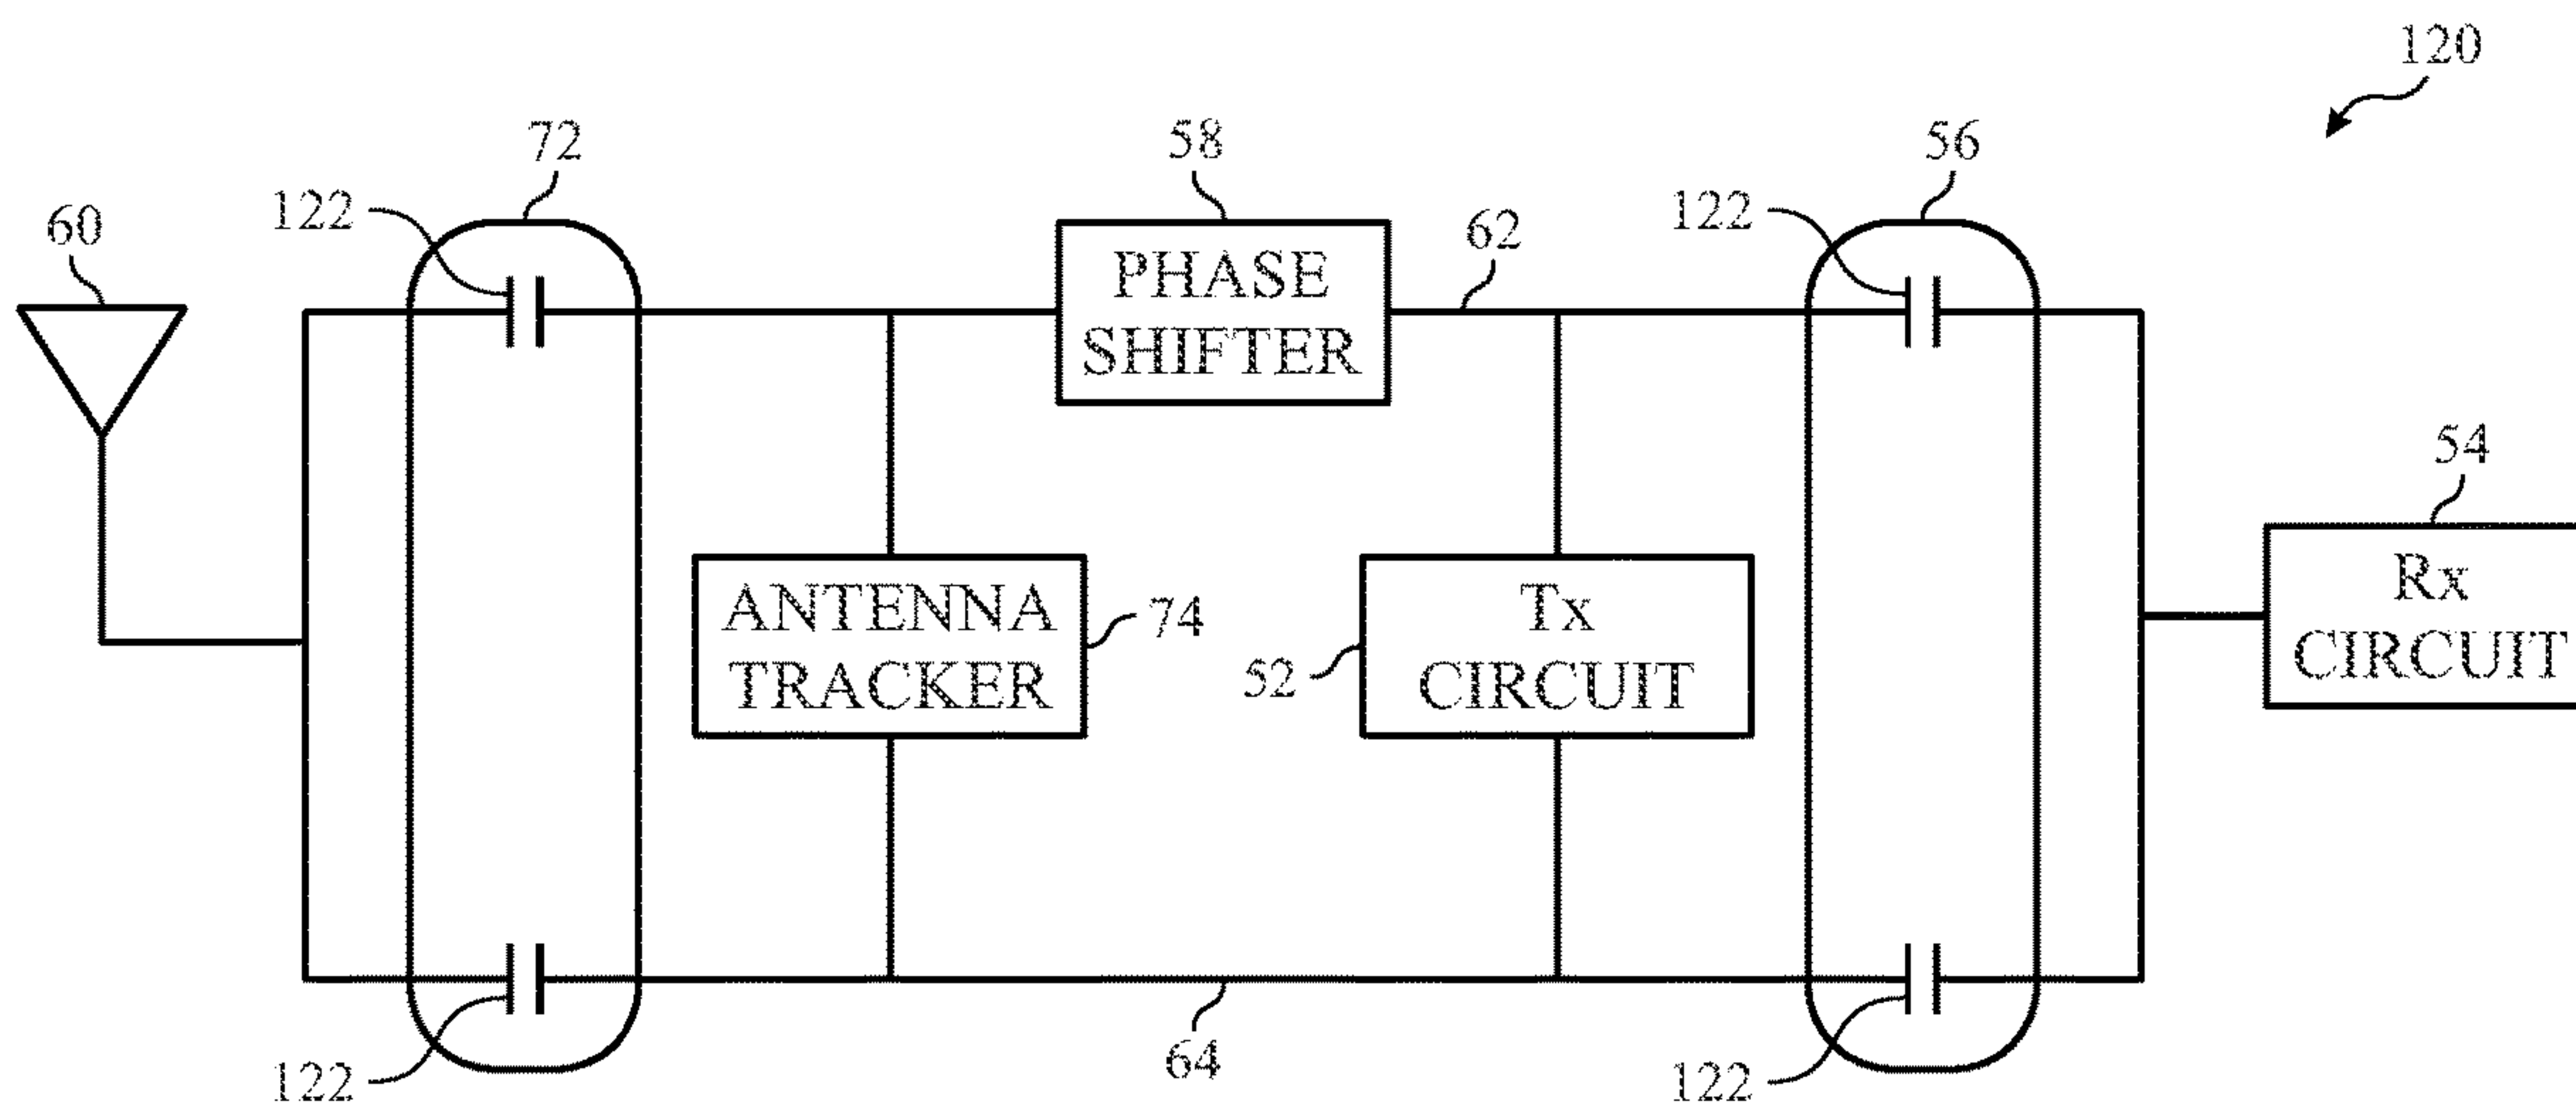 120
72
58
56
122
122
60
62
PHASE
SHIFTER
54
ANTENNA
TRACKER
74
Tx
CIRCUIT
52
Rx
CIRCUIT
64
122
122